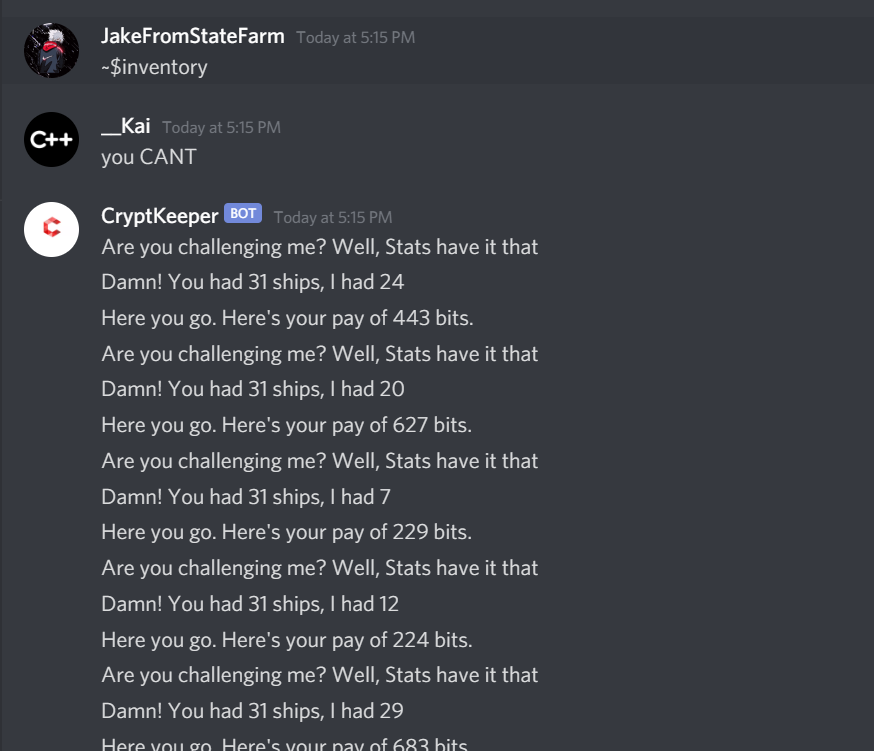 JakeFromStateFarm Today at 5:15 PM
~$inventory
C++
__Kai Today at 5:15 PM
you CANT
CryptKeeper BOT Today at 5:15 PM
Are you challenging me? Well, Stats have it that
Damn! You had 31 ships, I had 24
Here you go. Here's your pay of 443 bits.
Are you challenging me? Well, Stats have it that
Damn! You had 31 ships, I had 20
Here you go. Here's your pay of 627 bits.
Are you challenging me? Well, Stats have it that
Damn! You had 31 ships, I had 7
Here you go. Here's your pay of 229 bits.
Are you challenging me? Well, Stats have it that
Damn! You had 31 ships, I had 12
Here you go. Here's your pay of 224 bits.
Are you challenging me? Well, Stats have it that
Damn! You had 31 ships, I had 29
Here you go. Here's your pay of 683 bits.